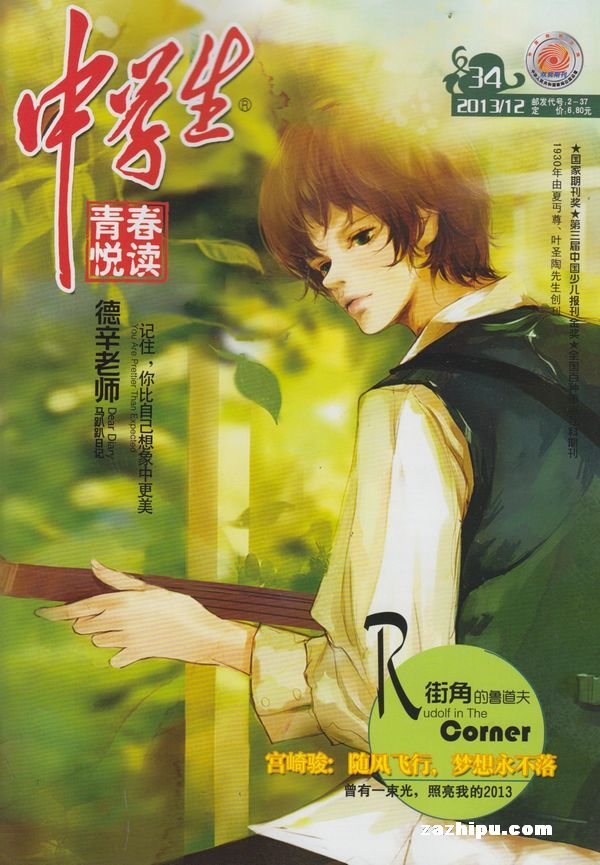 中学生®
青春
悦读
34
2013/12
邮发代号:2-37
定 价:6.80元
★国家期刊奖★第三届中国少儿报刊金奖★全国百种
科期刊
1930年由夏丏尊、叶圣陶先生创刊
记住,你比自己想象中更美
You Are Prettier Than Expected
德辛老师
Dear Diary
马趴趴日记
R
街角的鲁道夫
udolf in The
Corner
宫崎骏:随风飞行,梦想永不落
曾有一束光,照亮我的2013
zazhipu.com